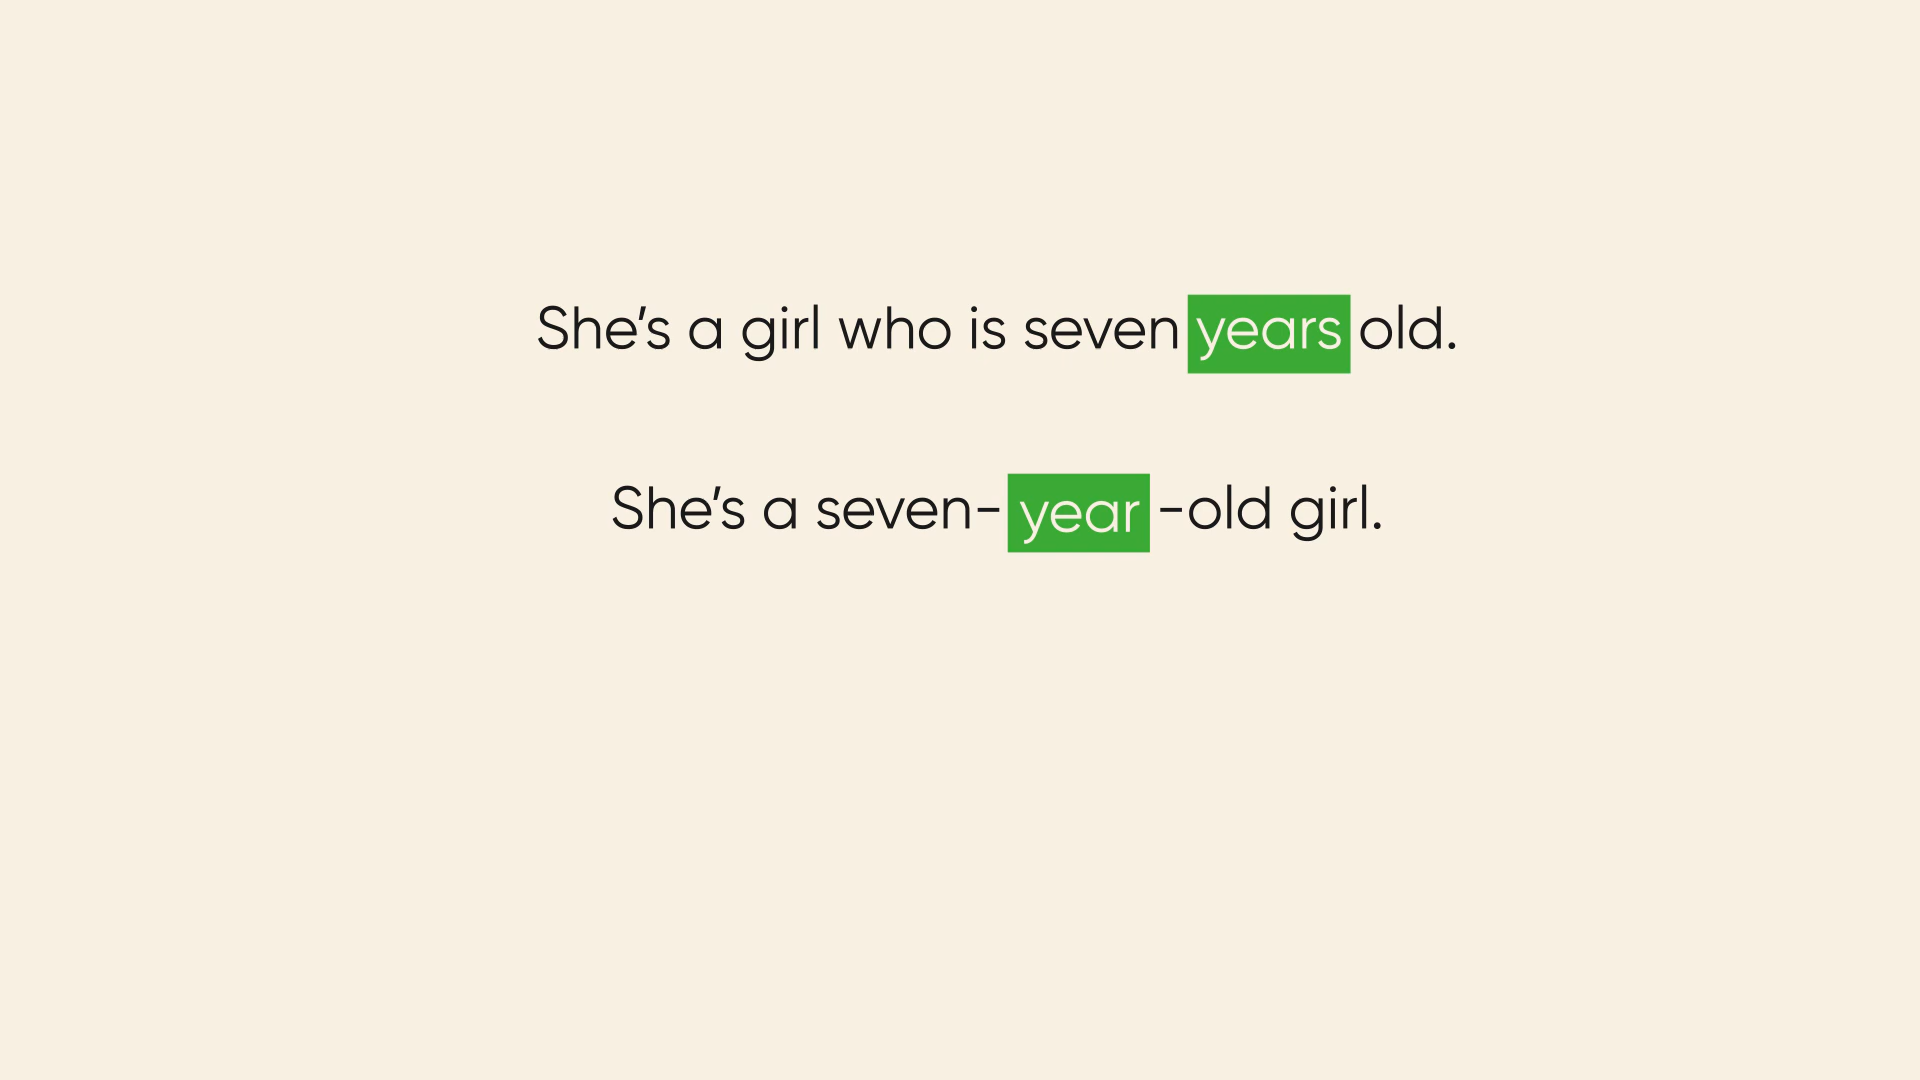 She's a girl who is seven years old.
She's a seven- year -old girl.